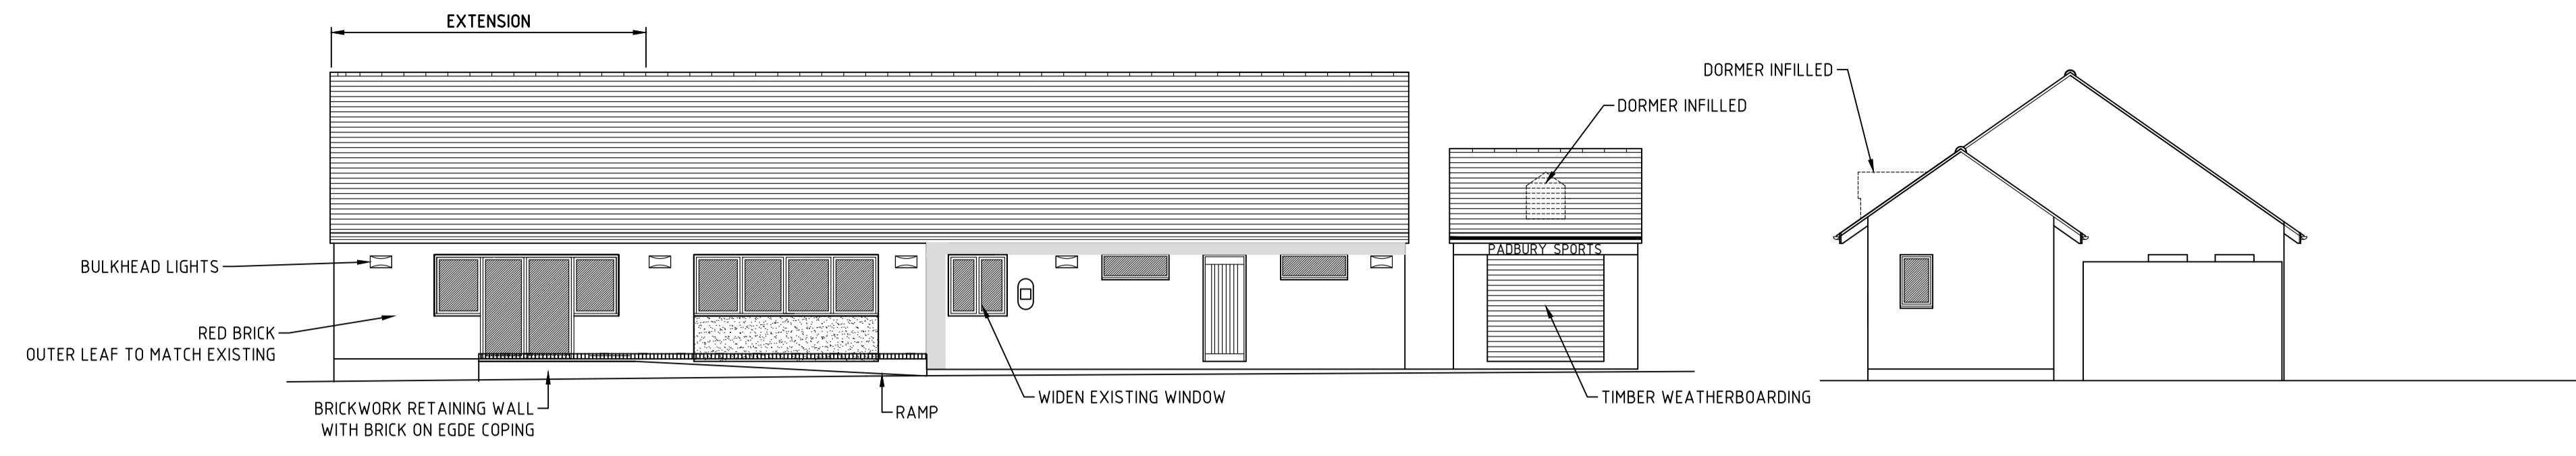 EXTENSION
DORMER INFILLED
DORMER INFILLED
PADBURY SPORTS
BULKHEAD LIGHTS
RED BRICK
OUTER LEAF TO MATCH EXISTING
BRICKWORK RETAINING WALL
WITH BRICK ON EGDE COPING
RAMP
WIDEN EXISTING WINDOW
TIMBER WEATHERBOARDING